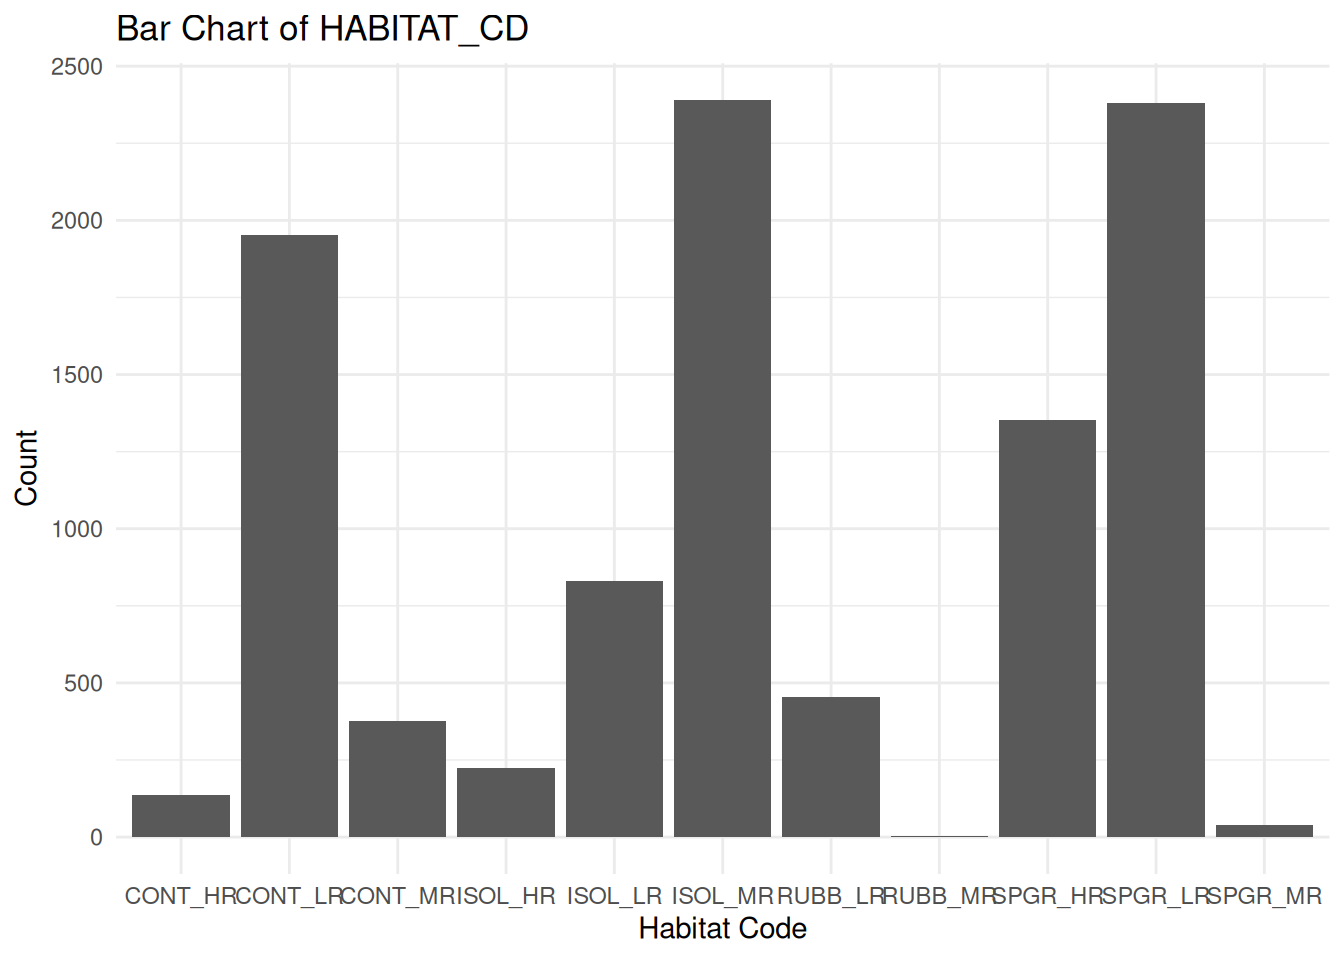 Bar Chart of HABITAT_CD
2500
2000
1500
1000
500
0
Count
CONT_HR CONT_LR CONT_MR ISOL_HR ISOL_LR ISOL_MR RUBB_LR RUBB_MR SPGR_HR SPGR_LR SPGR_MR
Habitat Code